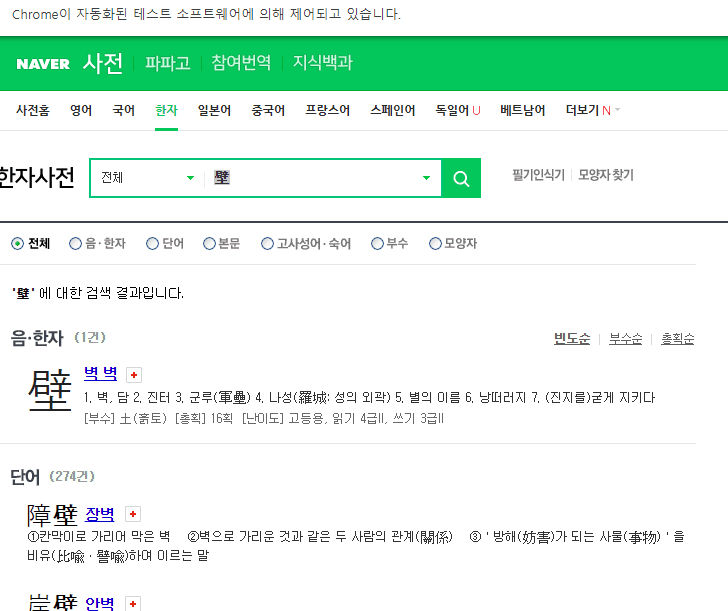 Chrome이 자동화된 테스트 소프트웨어에 의해 제어되고 있습니다.
NAVER 사전 파파고 참여번역 지식백과
사전홈 영어 국어 한자 일본어 중국어 프랑스어 스페인어 독일어 U 베트남어 더보기 N
한자사전 전체 壁 필기인식기 모양자 찾기
전체 음·한자 단어 본문 고사성어·숙어 부수 모양자
'壁' 에 대한 검색 결과입니다.
음·한자 (1건) 빈도순 부수순 총획순
壁 벽 벽
1. 벽, 담 2. 진터 3. 군루(軍壘) 4. 나성(羅城: 성의 외곽) 5. 별의 이름 6. 낭떠러지 7. (진지를)굳게 지키다
[부수] 土(흙토) [총획] 16획 [난이도] 고등용, 읽기 4급II, 쓰기 3급II
단어 (274건)
障壁 장벽
①칸막이로 가리어 막은 벽 ②벽으로 가리운 것과 같은 두 사람의 관계(關係) ③ ' 방해(妨害)가 되는 사물(事物) ' 을
비유(比喩·譬喩)하여 이르는 말
岸壁 안벽